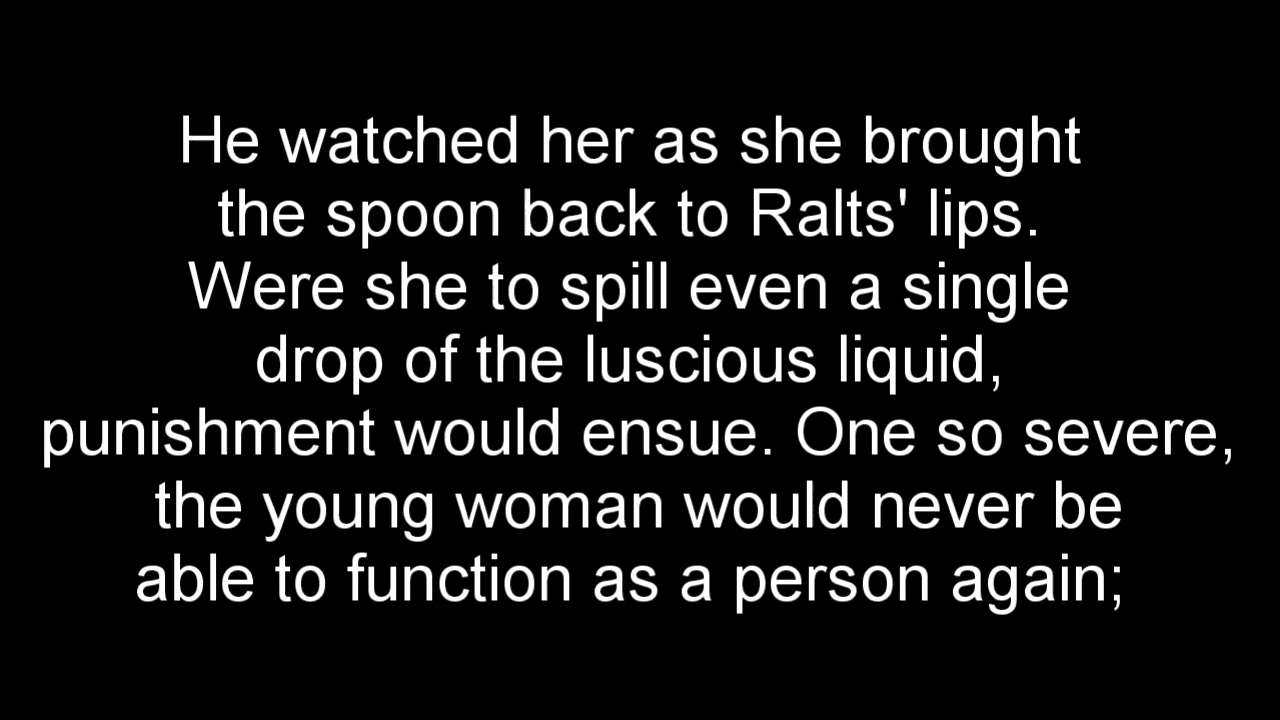 He watched her as she brought
the spoon back to Ralts' lips.
Were she to spill even a single
drop of the luscious liquid,
punishment would ensue. One so severe,
the young woman would never be
able to function as a person again;